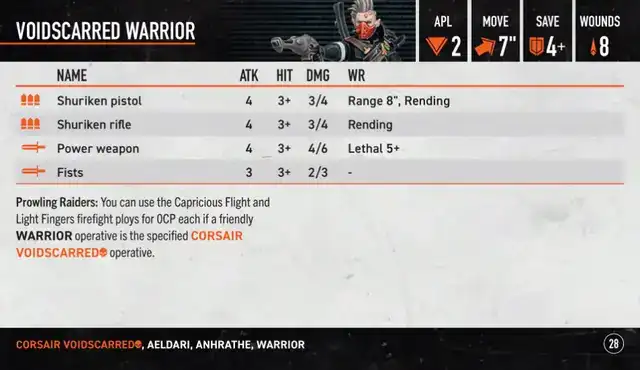 VOIDSCARRED WARRIOR
APL 2
MOVE 7"
SAVE 4+
WOUNDS 8
NAME ATK HIT DMG WR
Shuriken pistol 4 3+ 3/4 Range 8", Rending
Shuriken rifle 4 3+ 3/4 Rending
Power weapon 4 3+ 4/6 Lethal 5+
Fists 3 3+ 2/3 -
Prowling Raiders: You can use the Capricious Flight and
Light Fingers firefight ploys for 0CP each if a friendly
WARRIOR operative is the specified CORSAIR
VOIDSCARRED operative.
CORSAIR VOIDSCARRED, AELDARI, ANHRATHE, WARRIOR
28